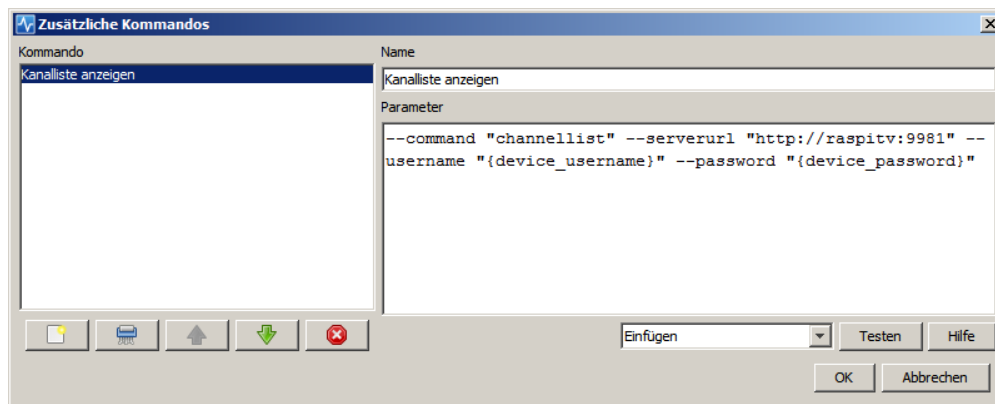 Zusätzliche Kommandos
Kommando
Kanalliste anzeigen
Name
Kanalliste anzeigen
Parameter
--command "channellist" --serverurl "http://raspitv:9981" --
username "{device_username}" --password "{device_password}"
Einfügen
Testen
Hilfe
OK
Abbrechen